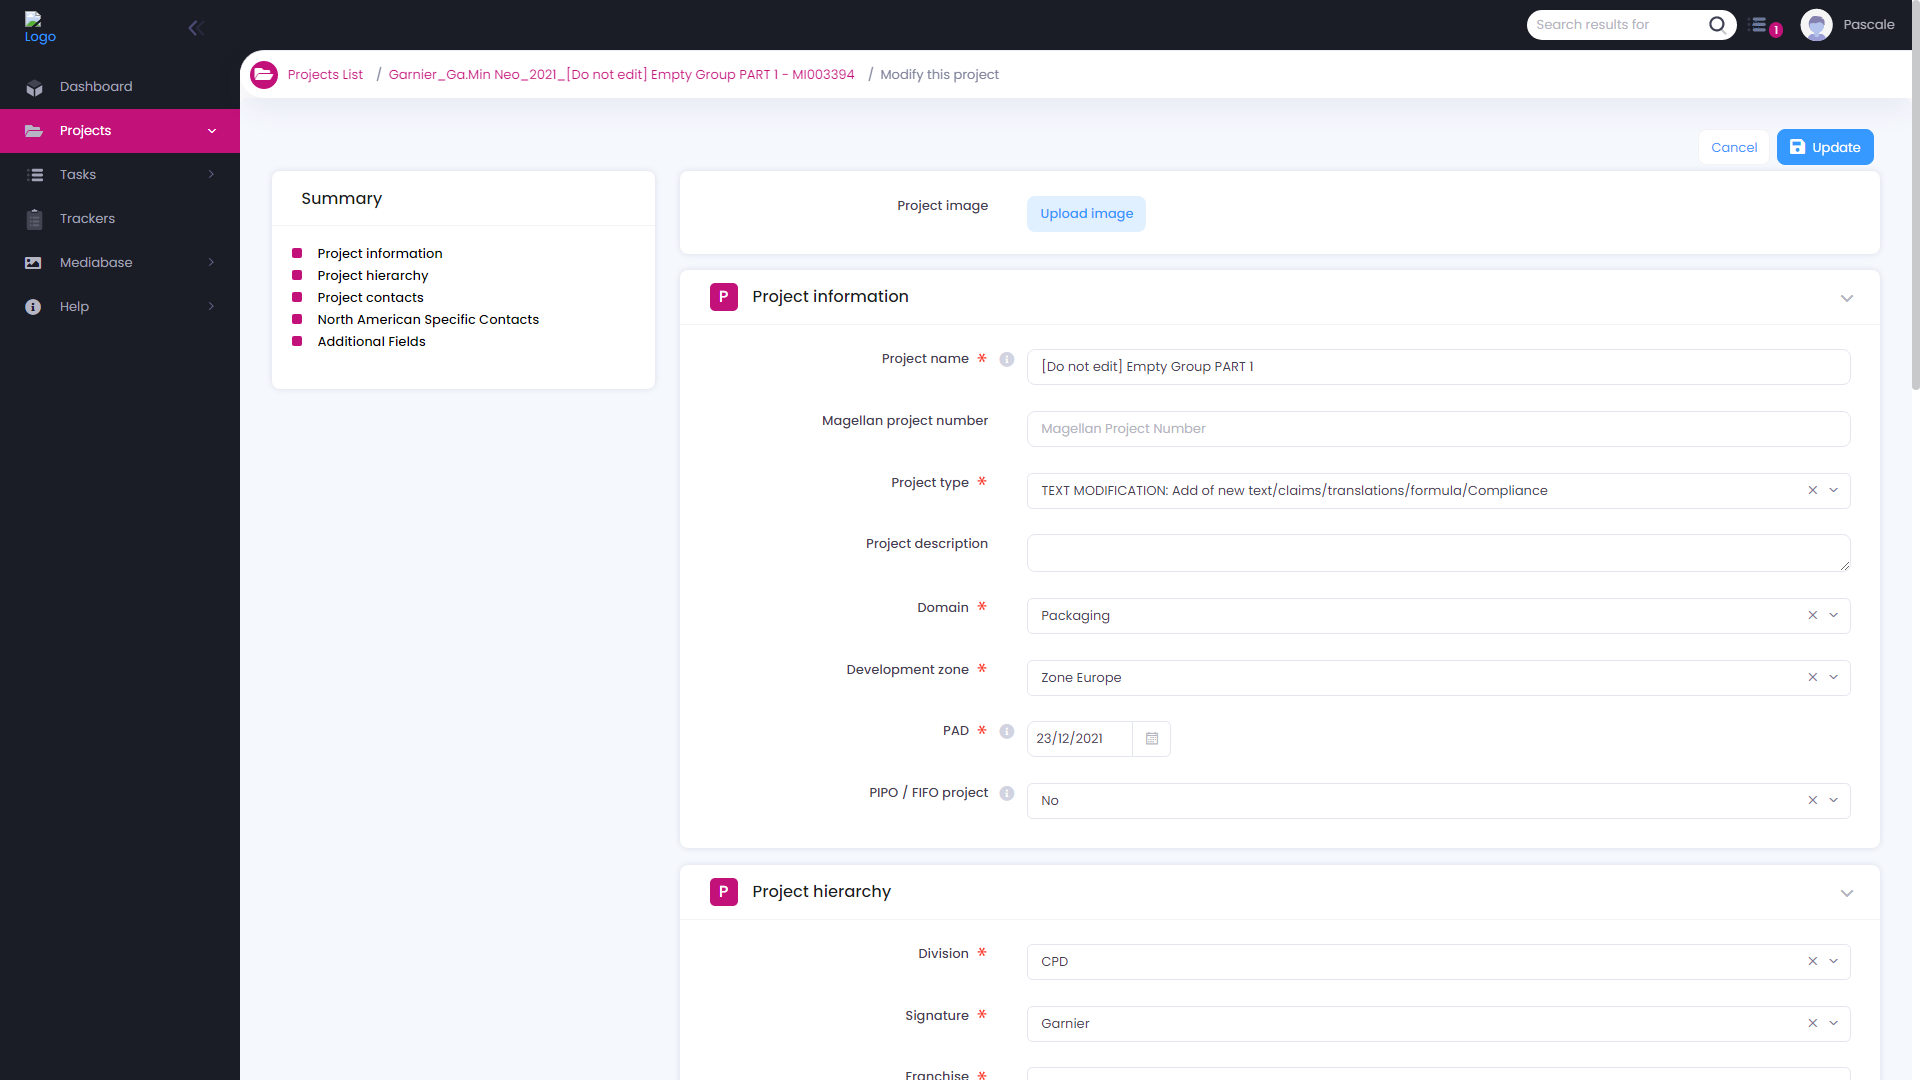 Logo
Search results for
1
Pascale
Dashboard
Projects
Tasks
Trackers
Mediabase
Help
Projects List / Garnier_Ga.Min Neo_2021_[Do not edit] Empty Group PART 1 - MI003394 / Modify this project
Cancel
Update
Summary
Project information
Project hierarchy
Project contacts
North American Specific Contacts
Additional Fields
Project image
Upload image
P Project information
Project name * [Do not edit] Empty Group PART 1
Magellan project number Magellan Project Number
Project type * TEXT MODIFICATION: Add of new text/claims/translations/formula/Compliance
Project description
Domain * Packaging
Development zone * Zone Europe
PAD * 23/12/2021
PIPO / FIFO project No
P Project hierarchy
Division * CPD
Signature * Garnier
Franchise *